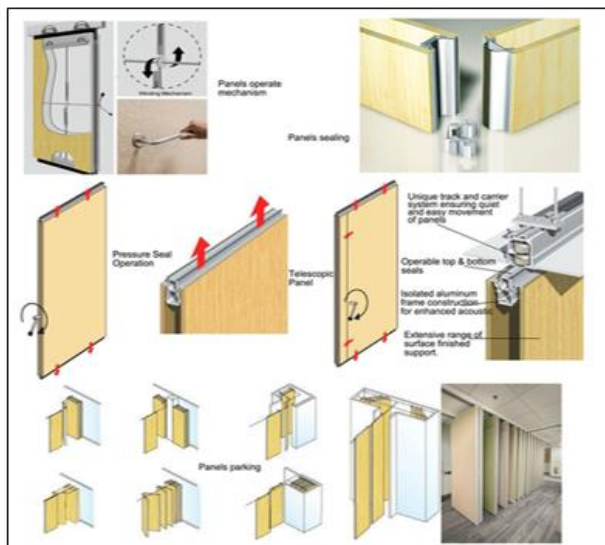 Winding Mechanism
Panels operate
mechanism
Panels sealing
Pressure Seal
Operation
Telescopic
Panel
Unique track and carrier
system ensuring quiet
and easy movement
of panels
Operable top & bottom
seals
Isolated aluminum
frame construction
for enhanced acoustic
Extensive range of
surface finished
support.
Panels parking